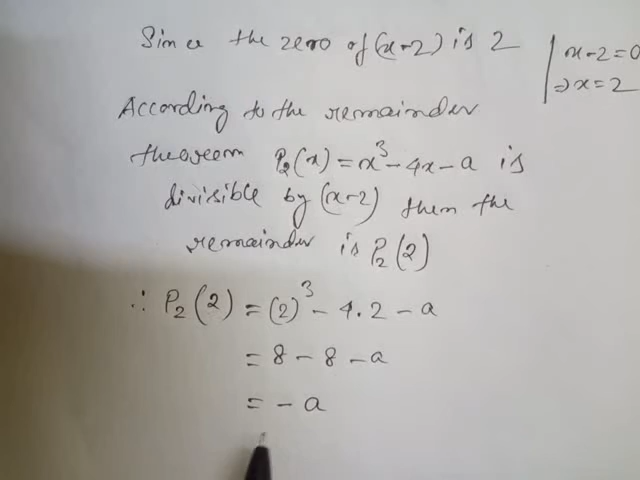 Since the zero of (x-2) is 2
x-2=0
⇒x=2
According to the remainder
theorem P₂(x) = x³ - 4x - a is
divisible by (x-2) then the
remainder is P₂(2)
∴ P₂(2) = (2)³ - 4.2 - a
= 8 - 8 - a
= - a